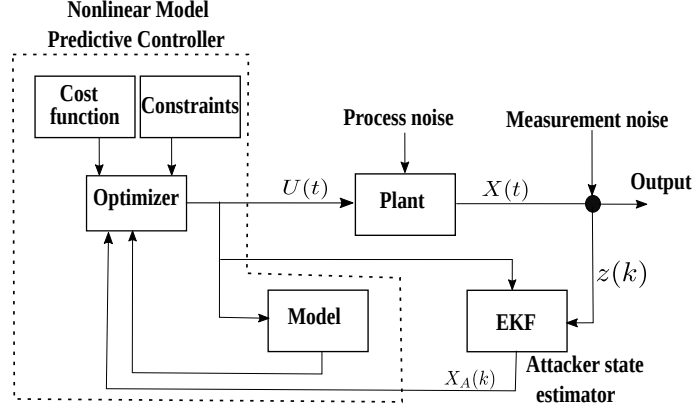 Nonlinear Model
Predictive Controller
Cost
function
Constraints
Process noise
Measurement noise
Optimizer
U(t)
Plant
X(t)
Output
z(k)
Model
EKF
Attacker state
estimator
X_A(k)